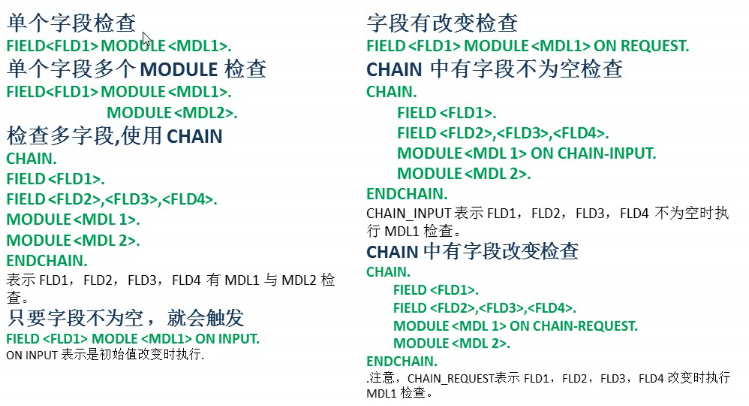 单个字段检查
FIELD<FLD1> MODULE <MDL1>.
单个字段多个 MODULE 检查
FIELD<FLD1> MODULE <MDL1>.
MODULE <MDL2>.
检查多字段,使用 CHAIN
CHAIN.
FIELD <FLD1>.
FIELD <FLD2>,<FLD3>,<FLD4>.
MODULE <MDL 1>.
MODULE <MDL 2>.
ENDCHAIN.
表示 FLD1，FLD2，FLD3，FLD4 有 MDL1 与 MDL2 检
查。
只要字段不为空，就会触发
FIELD <FLD1> MODLE <MDL1> ON INPUT.
ON INPUT 表示是初始值改变时执行.
字段有改变检查
FIELD <FLD1> MODULE <MDL1> ON REQUEST.
CHAIN 中有字段不为空检查
CHAIN.
FIELD <FLD1>.
FIELD <FLD2>,<FLD3>,<FLD4>.
MODULE <MDL 1> ON CHAIN-INPUT.
MODULE <MDL 2>.
ENDCHAIN.
CHAIN_INPUT 表示 FLD1，FLD2，FLD3，FLD4 不为空时执
行 MDL1 检查。
CHAIN 中有字段改变检查
CHAIN.
FIELD <FLD1>.
FIELD <FLD2>,<FLD3>,<FLD4>.
MODULE <MDL 1> ON CHAIN-REQUEST.
MODULE <MDL 2>.
ENDCHAIN.
.注意，CHAIN_REQUEST表示 FLD1，FLD2，FLD3，FLD4 改变时执行
MDL1 检查。